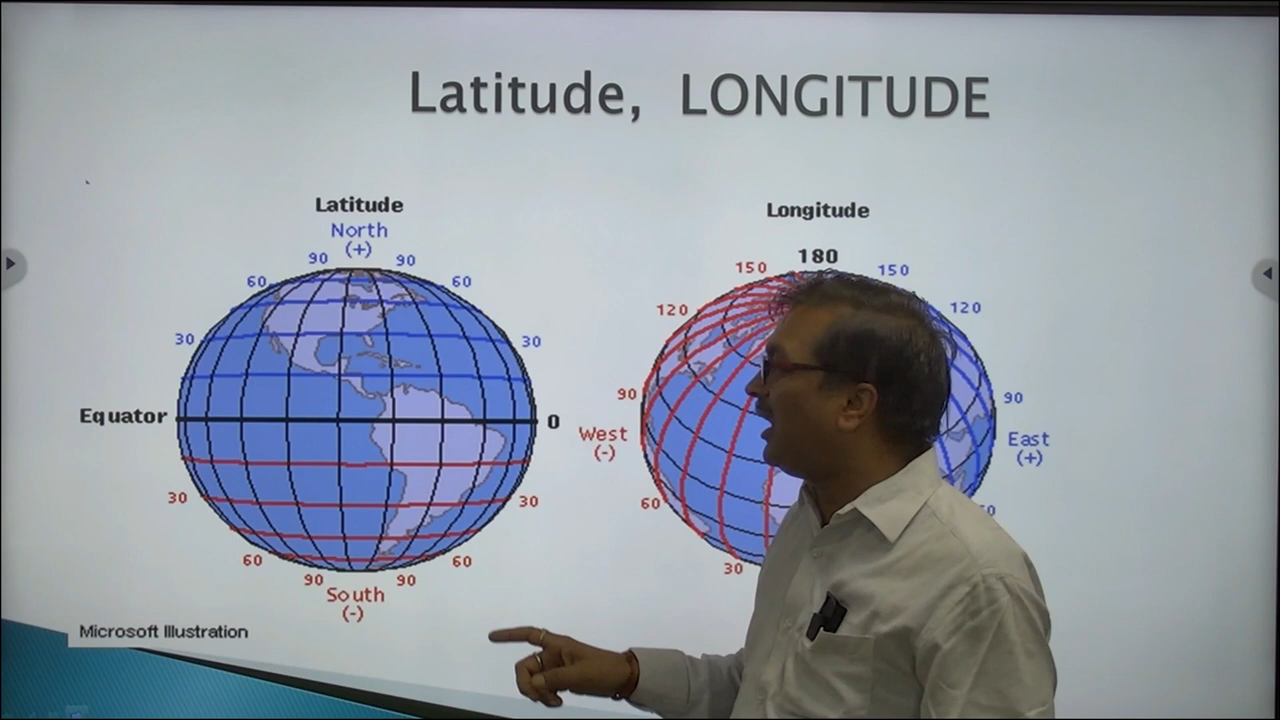 Latitude, LONGITUDE
Latitude
North
(+)
90 90
60 60
30 30
Equator 0
30 30
60 60
90 90
South
(-)
Microsoft Illustration
Longitude
180
150 150
120 120
90 90
West
(-)
East
(+)
60
30